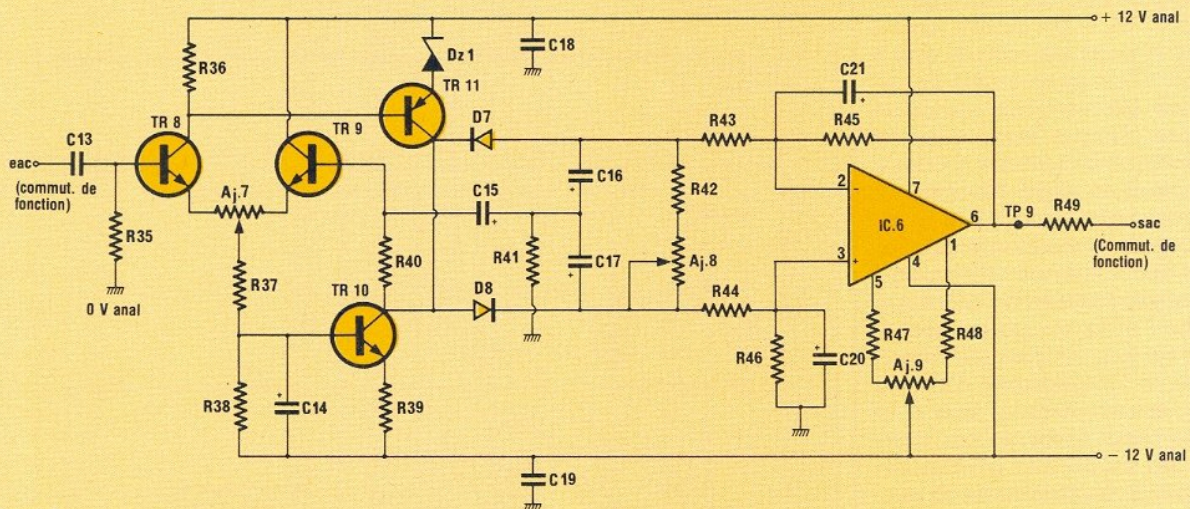 + 12 V anal
C18
Dz 1
R36
TR 11
C21
TR 8
TR 9
D7
R43
R45
C13
eac
(commut. de
fonction)
7
2
-
Aj.7
C16
R42
C15
IC.6
6
TP 9
R49
sac
(Commut. de
fonction)
R35
R40
R41
C17
Aj.8
1
3
+
4
5
0 V anal
R37
TR 10
D8
R44
R47
R48
R46
C20
Aj.9
R38
C14
R39
- 12 V anal
C19